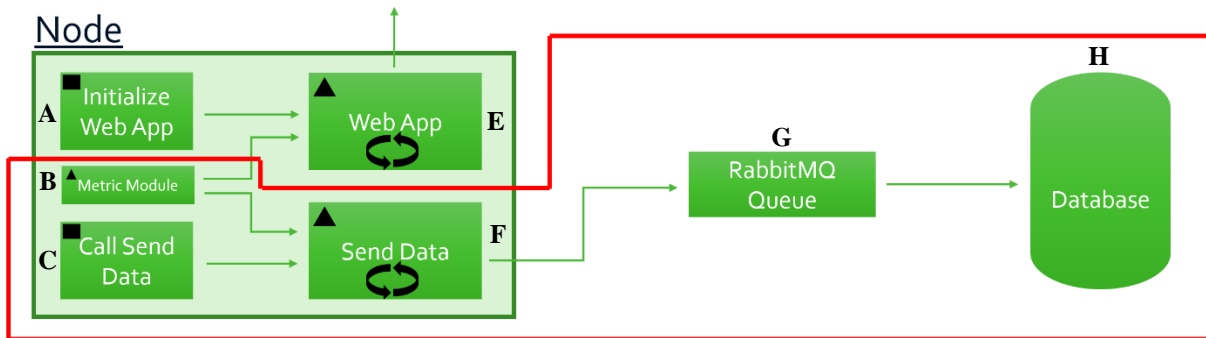 Node
A
Initialize
Web App
Web App
E
B
Metric Module
C
Call Send
Data
Send Data
F
G
RabbitMQ
Queue
H
Database